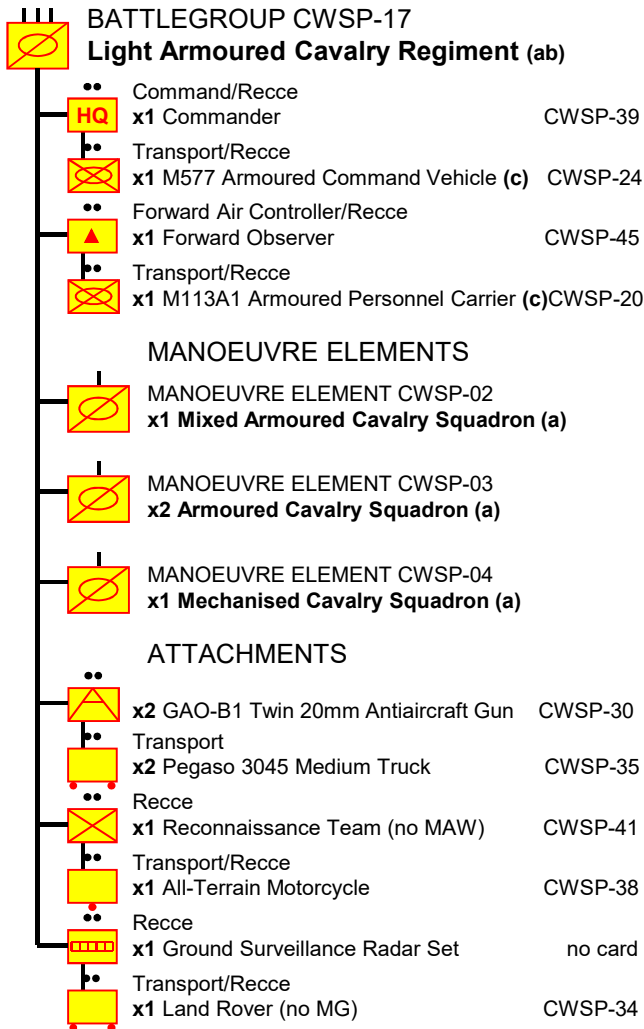 BATTLEGROUP CWSP-17
Light Armoured Cavalry Regiment (ab)
Command/Recce
HQ x1 Commander CWSP-39
Transport/Recce
x1 M577 Armoured Command Vehicle (c) CWSP-24
Forward Air Controller/Recce
x1 Forward Observer CWSP-45
Transport/Recce
x1 M113A1 Armoured Personnel Carrier (c)CWSP-20
MANOEUVRE ELEMENTS
MANOEUVRE ELEMENT CWSP-02
x1 Mixed Armoured Cavalry Squadron (a)
MANOEUVRE ELEMENT CWSP-03
x2 Armoured Cavalry Squadron (a)
MANOEUVRE ELEMENT CWSP-04
x1 Mechanised Cavalry Squadron (a)
ATTACHMENTS
x2 GAO-B1 Twin 20mm Antiaircraft Gun CWSP-30
Transport
x2 Pegaso 3045 Medium Truck CWSP-35
Recce
x1 Reconnaissance Team (no MAW) CWSP-41
Transport/Recce
x1 All-Terrain Motorcycle CWSP-38
Recce
x1 Ground Surveillance Radar Set no card
Transport/Recce
x1 Land Rover (no MG) CWSP-34